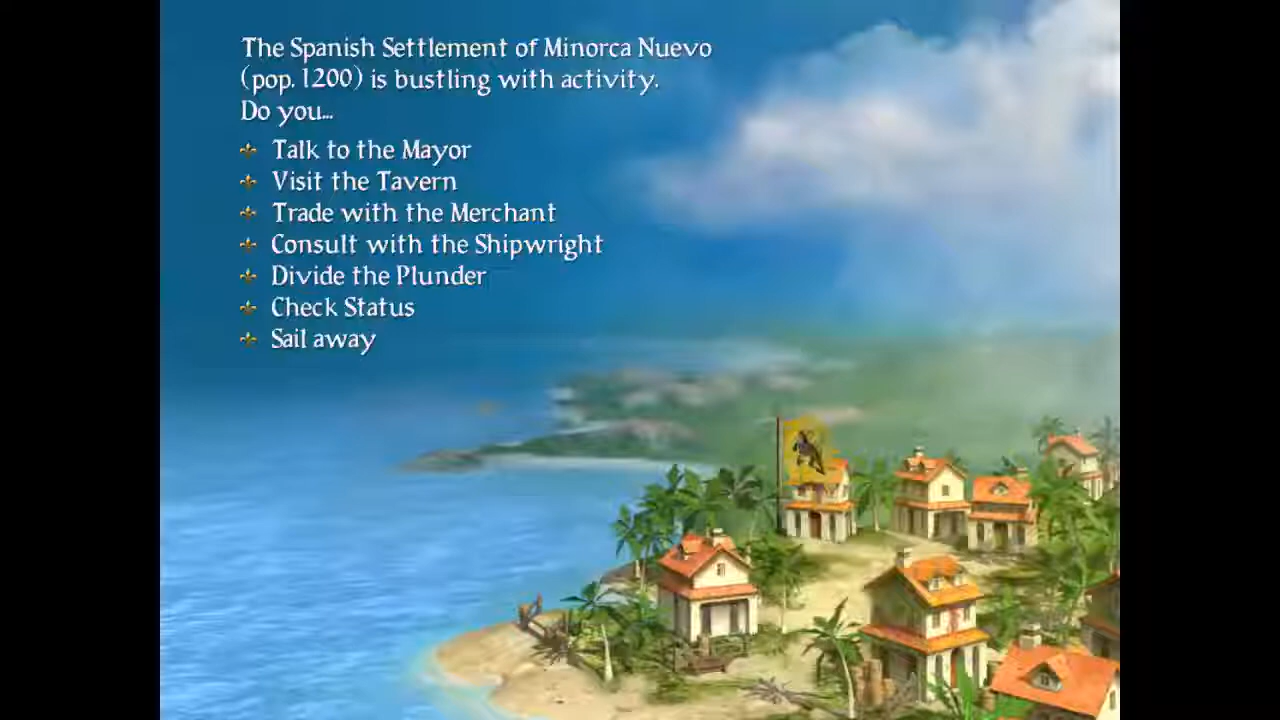 The Spanish Settlement of Minorca Nuevo
(pop. 1200) is bustling with activity.
Do you...
Talk to the Mayor
Visit the Tavern
Trade with the Merchant
Consult with the Shipwright
Divide the Plunder
Check Status
Sail away